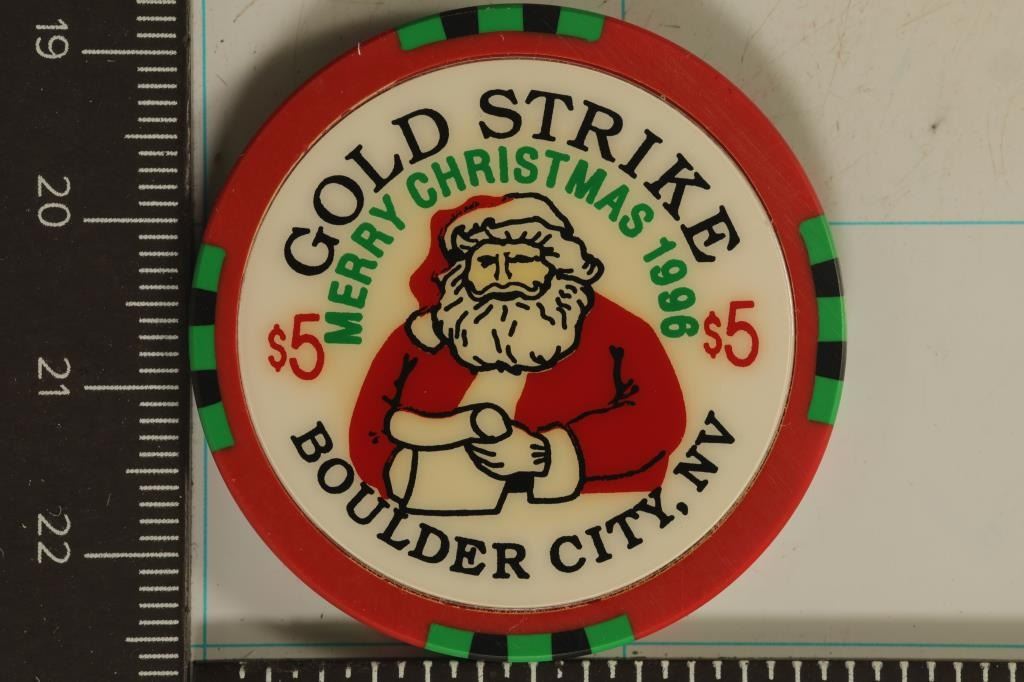 GOLD STRIKE
MERRY CHRISTMAS 1996
$5 $5
BOULDER CITY, NV
19
20
21
22